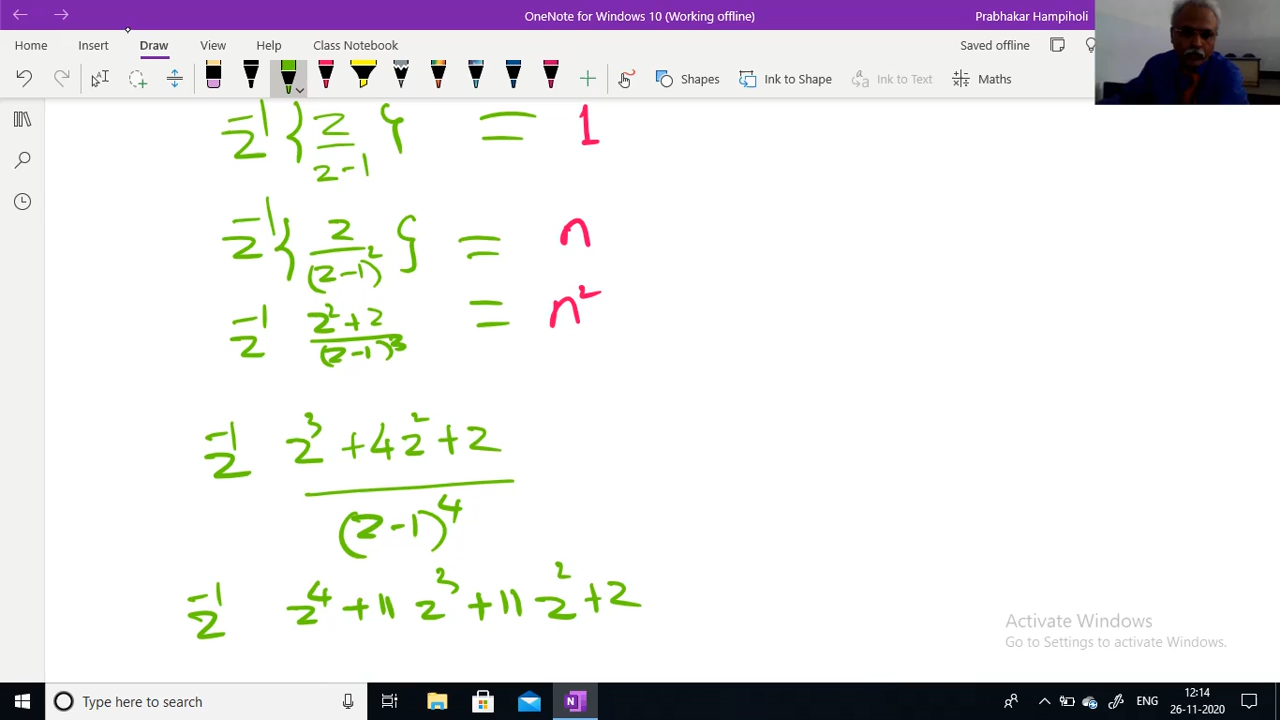 OneNote for Windows 10 (Working offline)
Prabhakar Hampiholi
Home Insert Draw View Help Class Notebook
Saved offline
Shapes Ink to Shape Ink to Text Maths
z⁻¹ { z/(z-1) } = 1
z⁻¹ { z/(z-1)² } = n
z⁻¹ (z²+z)/(z-1)³ = n²
z⁻¹ (z³+4z²+z)/(z-1)⁴
z⁻¹ z⁴+11z³+11z²+z
Activate Windows
Go to Settings to activate Windows.
Type here to search
ENG
12:14
26-11-2020